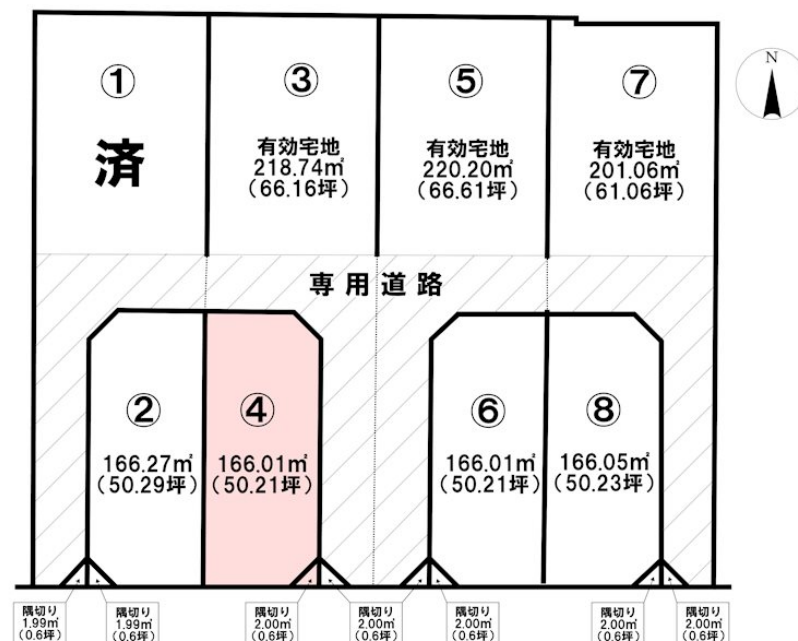 N
①
済
③
有効宅地
218.74㎡
（66.16坪）
⑤
有効宅地
220.20㎡
（66.61坪）
⑦
有効宅地
201.06㎡
（61.06坪）
専用道路
②
166.27㎡
（50.29坪）
④
166.01㎡
（50.21坪）
⑥
166.01㎡
（50.21坪）
⑧
166.05㎡
（50.23坪）
隅切り
1.99㎡
（0.6坪）
隅切り
1.99㎡
（0.6坪）
隅切り
2.00㎡
（0.6坪）
隅切り
2.00㎡
（0.6坪）
隅切り
2.00㎡
（0.6坪）
隅切り
2.00㎡
（0.6坪）
隅切り
2.00㎡
（0.6坪）